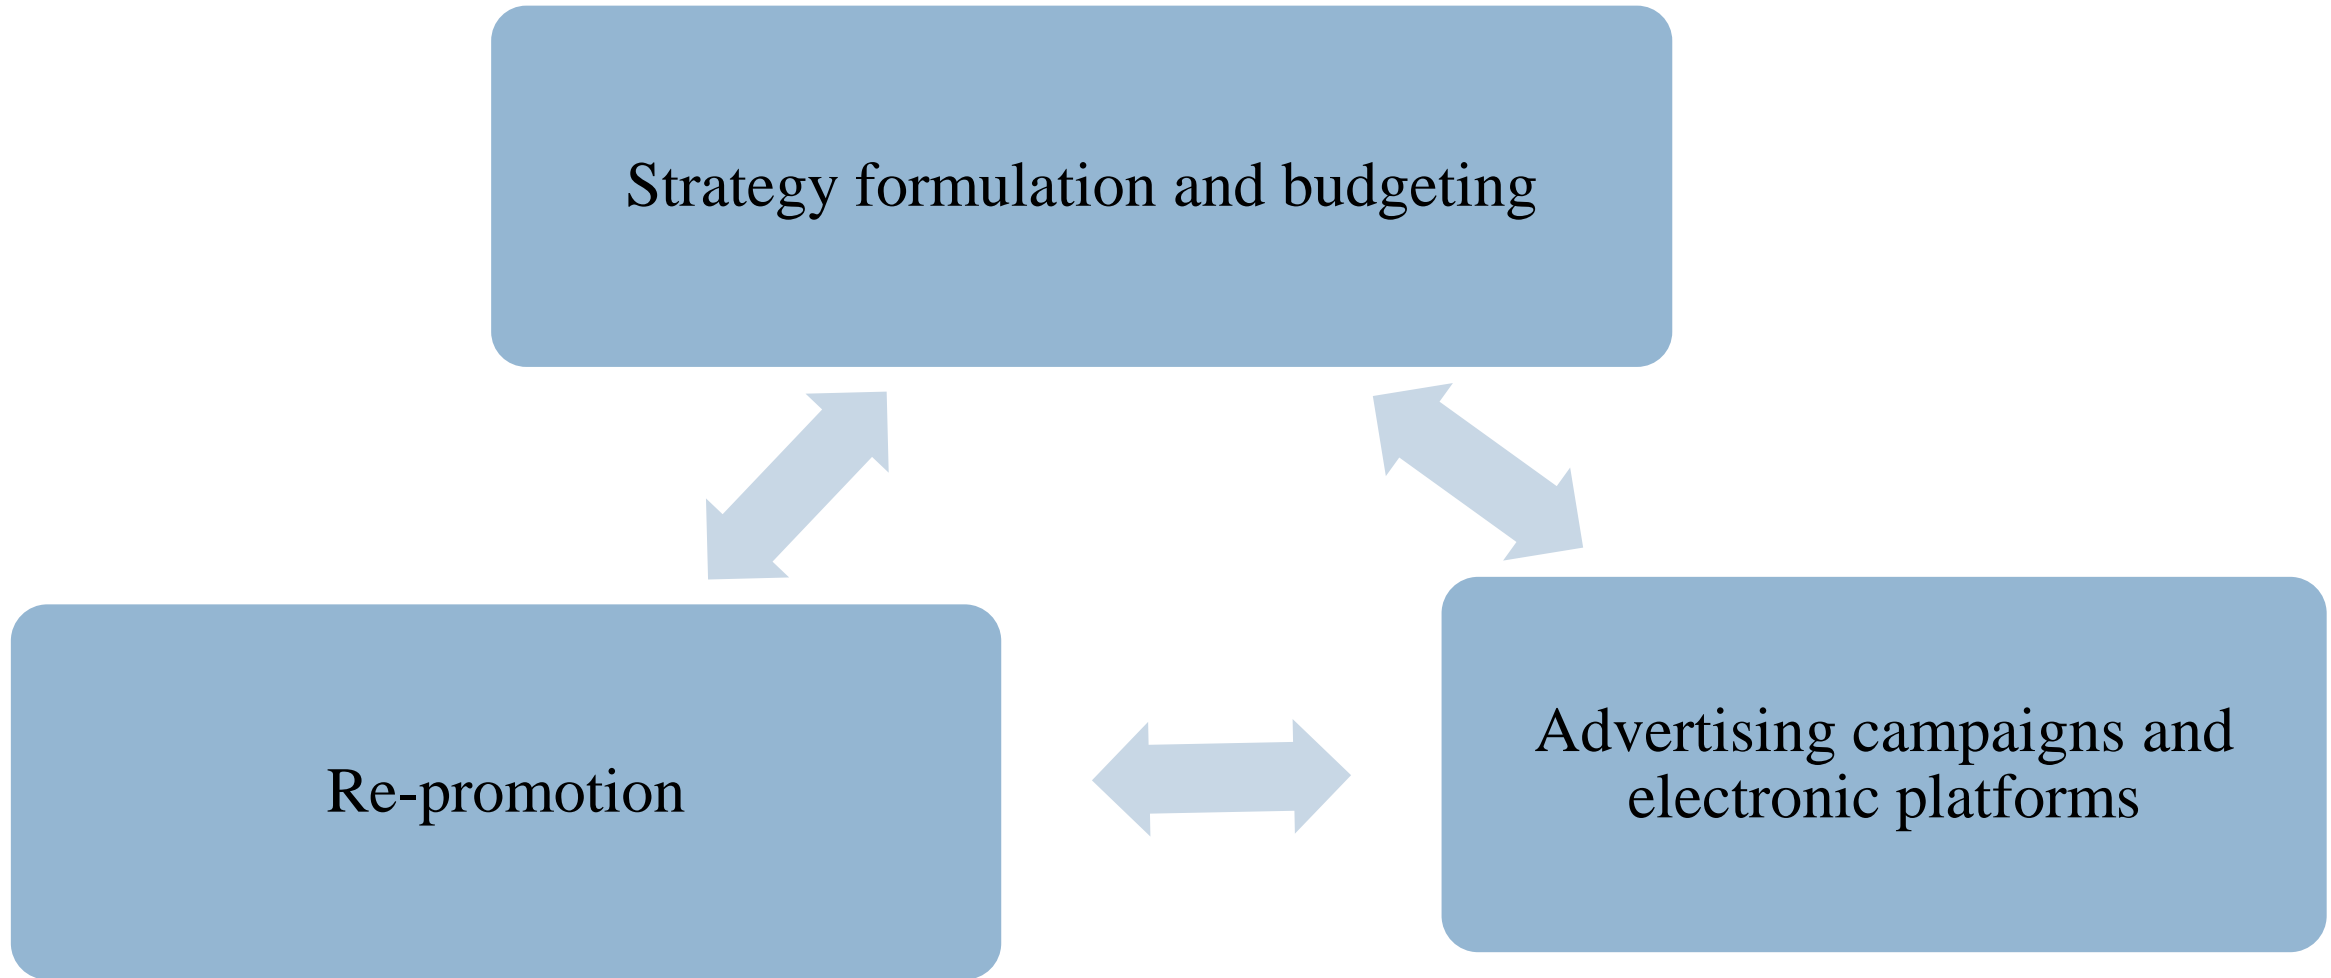 Strategy formulation and budgeting
Re-promotion
Advertising campaigns and
electronic platforms